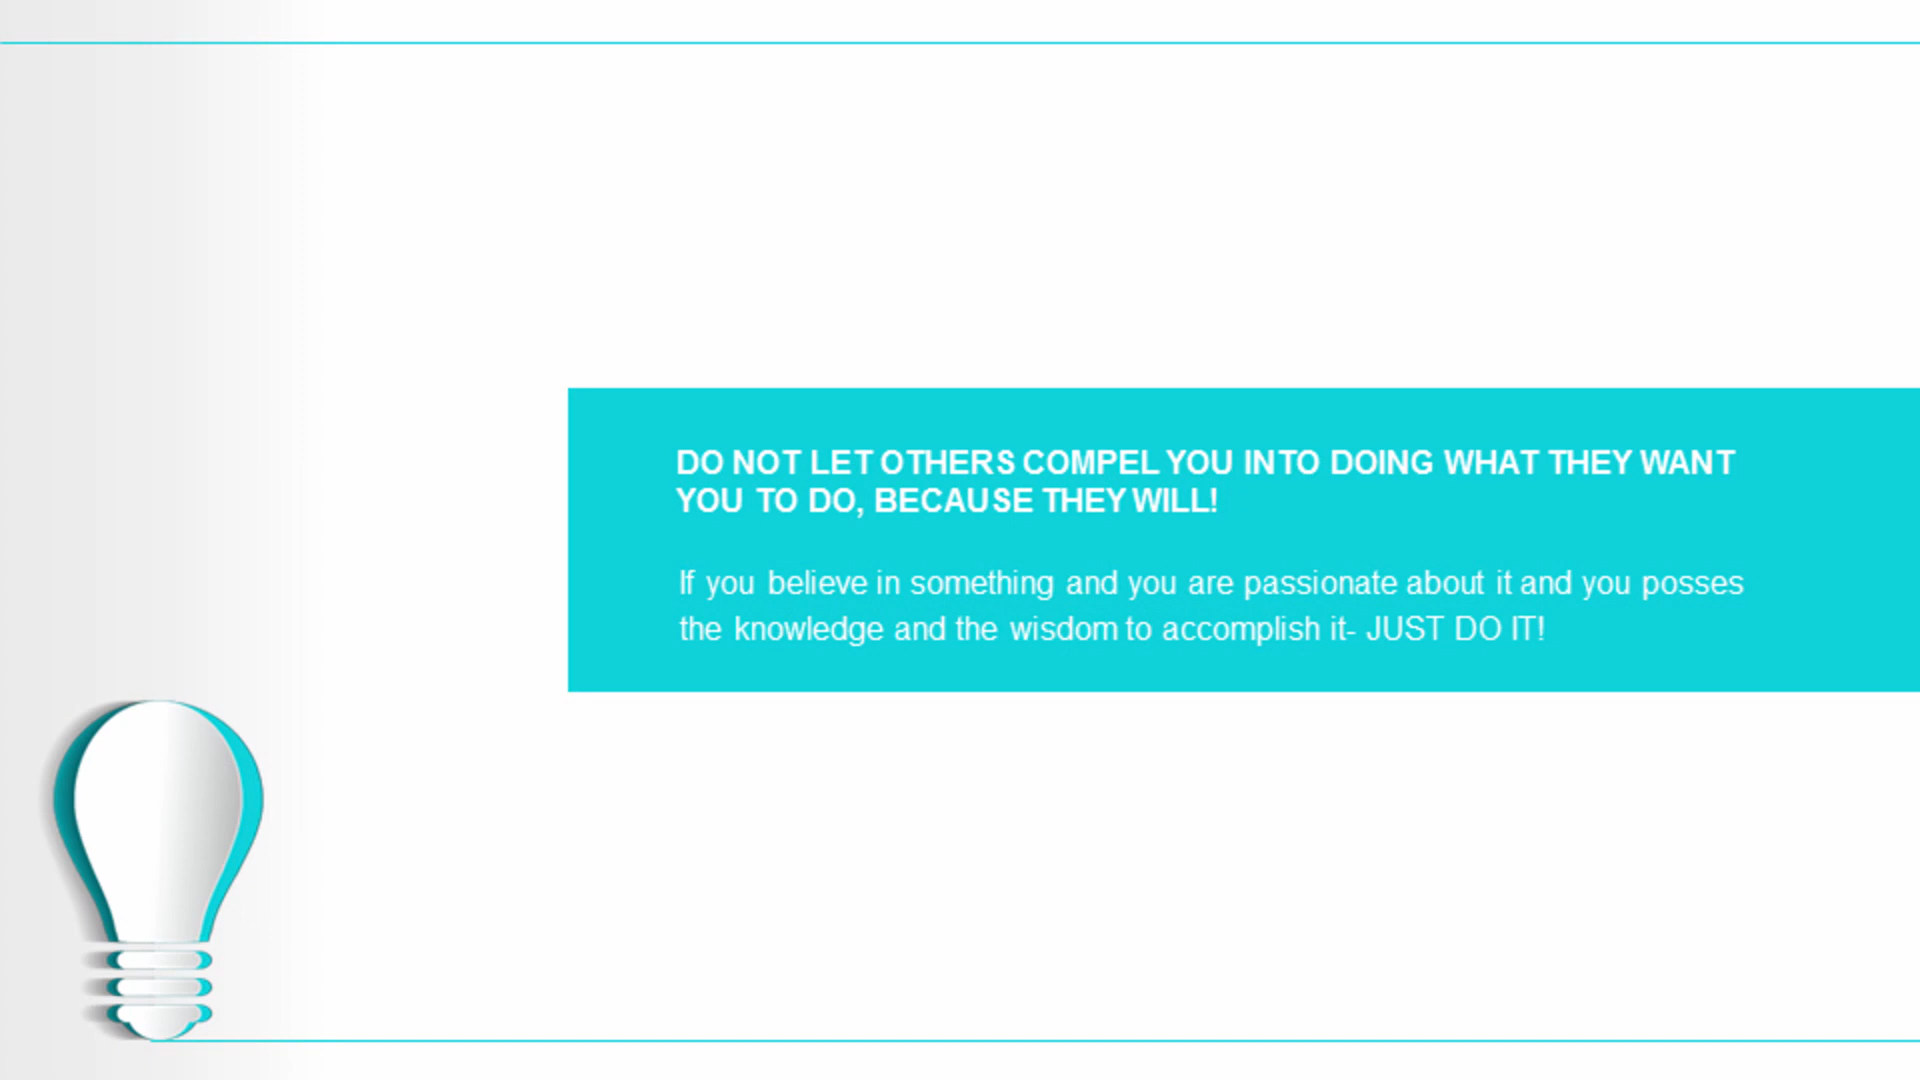 DO NOT LET OTHERS COMPEL YOU INTO DOING WHAT THEY WANT
YOU TO DO, BECAUSE THEY WILL!
If you believe in something and you are passionate about it and you posses
the knowledge and the wisdom to accomplish it- JUST DO IT!